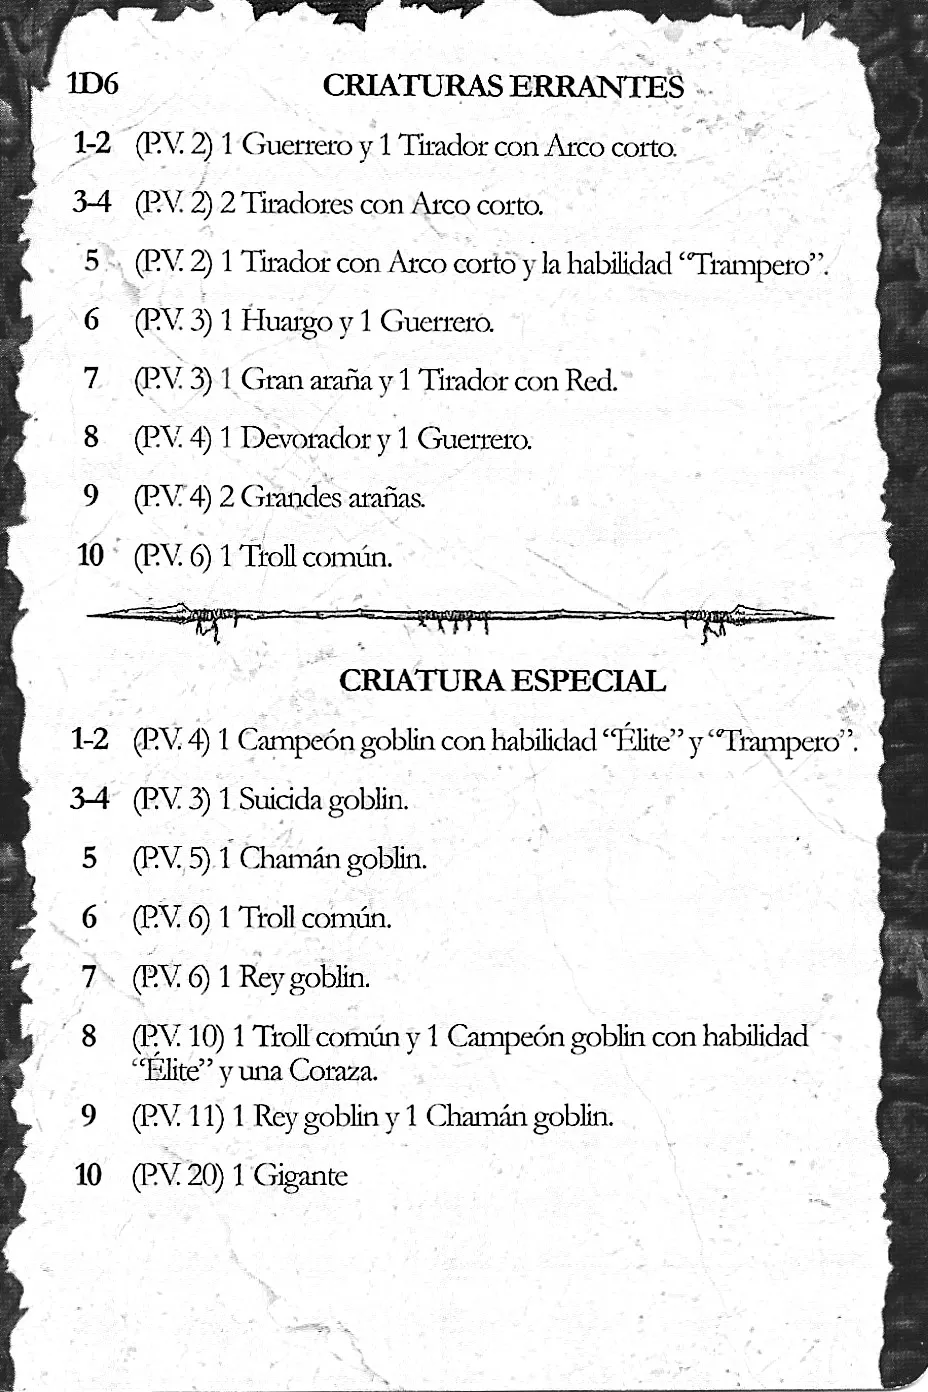 1D6 CRIATURAS ERRANTES
1-2 (P.V. 2) 1 Guerrero y 1 Tirador con Arco corto.
3-4 (P.V. 2) 2 Tiradores con Arco corto.
5 (P.V. 2) 1 Tirador con Arco corto y la habilidad “Trampero”.
6 (P.V. 3) 1 Huargo y 1 Guerrero.
7 (P.V. 3) 1 Gran araña y 1 Tirador con Red.
8 (P.V. 4) 1 Devorador y 1 Guerrero.
9 (P.V. 4) 2 Grandes arañas.
10 (P.V. 6) 1 Troll común.
CRIATURA ESPECIAL
1-2 (P.V. 4) 1 Campeón goblin con habilidad “Élite” y “Trampero”.
3-4 (P.V. 3) 1 Suicida goblin.
5 (P.V. 5) 1 Chamán goblin.
6 (P.V. 6) 1 Troll común.
7 (P.V. 6) 1 Rey goblin.
8 (P.V. 10) 1 Troll común y 1 Campeón goblin con habilidad
“Élite” y una Coraza.
9 (P.V. 11) 1 Rey goblin y 1 Chamán goblin.
10 (P.V. 20) 1 Gigante